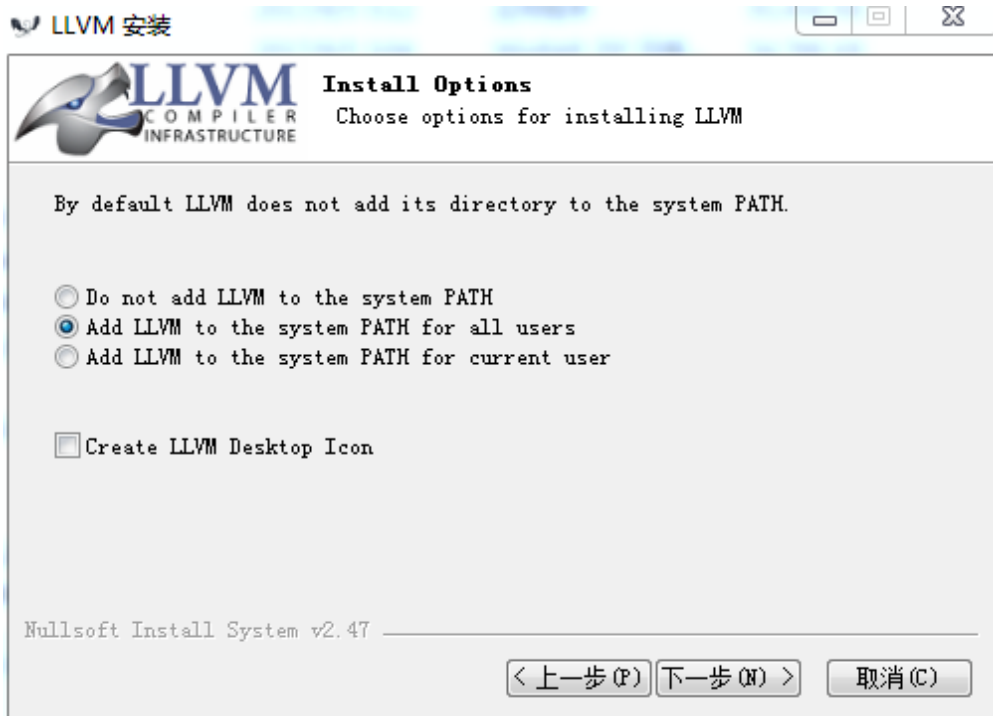 LLVM 安装
LLVM
COMPILER
INFRASTRUCTURE
Install Options
Choose options for installing LLVM
By default LLVM does not add its directory to the system PATH.
Do not add LLVM to the system PATH
Add LLVM to the system PATH for all users
Add LLVM to the system PATH for current user
Create LLVM Desktop Icon
Nullsoft Install System v2.47
< 上一步(P) 下一步(N) > 取消(C)